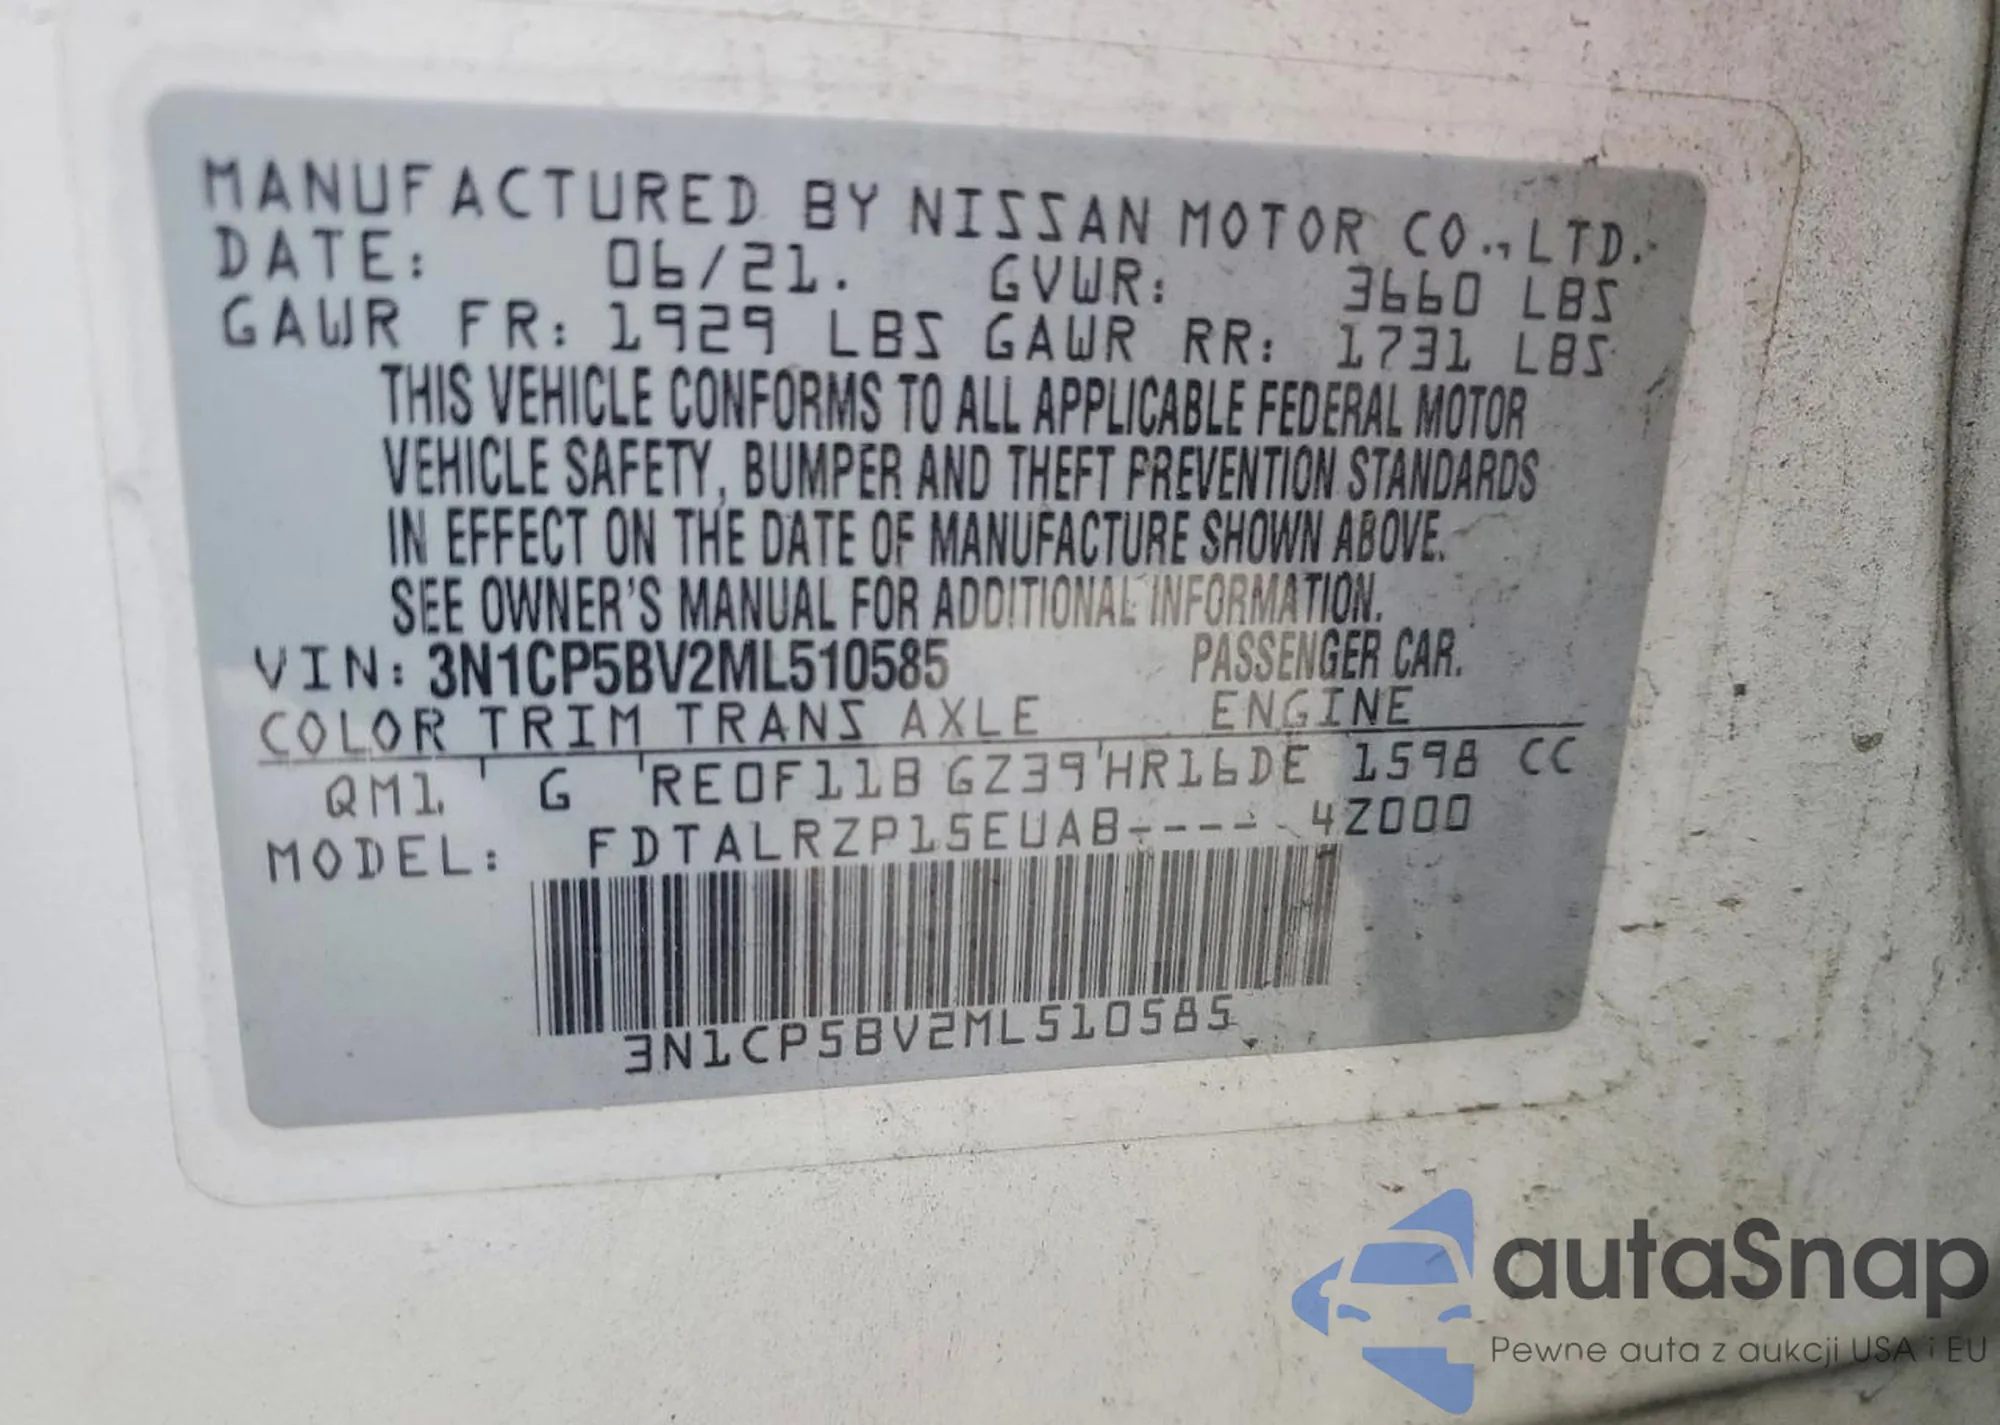 MANUFACTURED BY NISSAN MOTOR CO., LTD.
DATE: 06/21. GVWR: 3660 LBS
GAWR FR: 1929 LBS GAWR RR: 1731 LBS
THIS VEHICLE CONFORMS TO ALL APPLICABLE FEDERAL MOTOR
VEHICLE SAFETY, BUMPER AND THEFT PREVENTION STANDARDS
IN EFFECT ON THE DATE OF MANUFACTURE SHOWN ABOVE.
SEE OWNER'S MANUAL FOR ADDITIONAL INFORMATION.
VIN: 3N1CP5BV2ML510585 PASSENGER CAR.
COLOR TRIM TRANS AXLE ENGINE
QM1 ' G 'RE0F11B GZ39'HR16DE 1598 CC
MODEL: FDTALRZP15EUAB----- 4Z000
3N1CP5BV2ML510585
autaSnap
Pewne auta z aukcji USA i EU